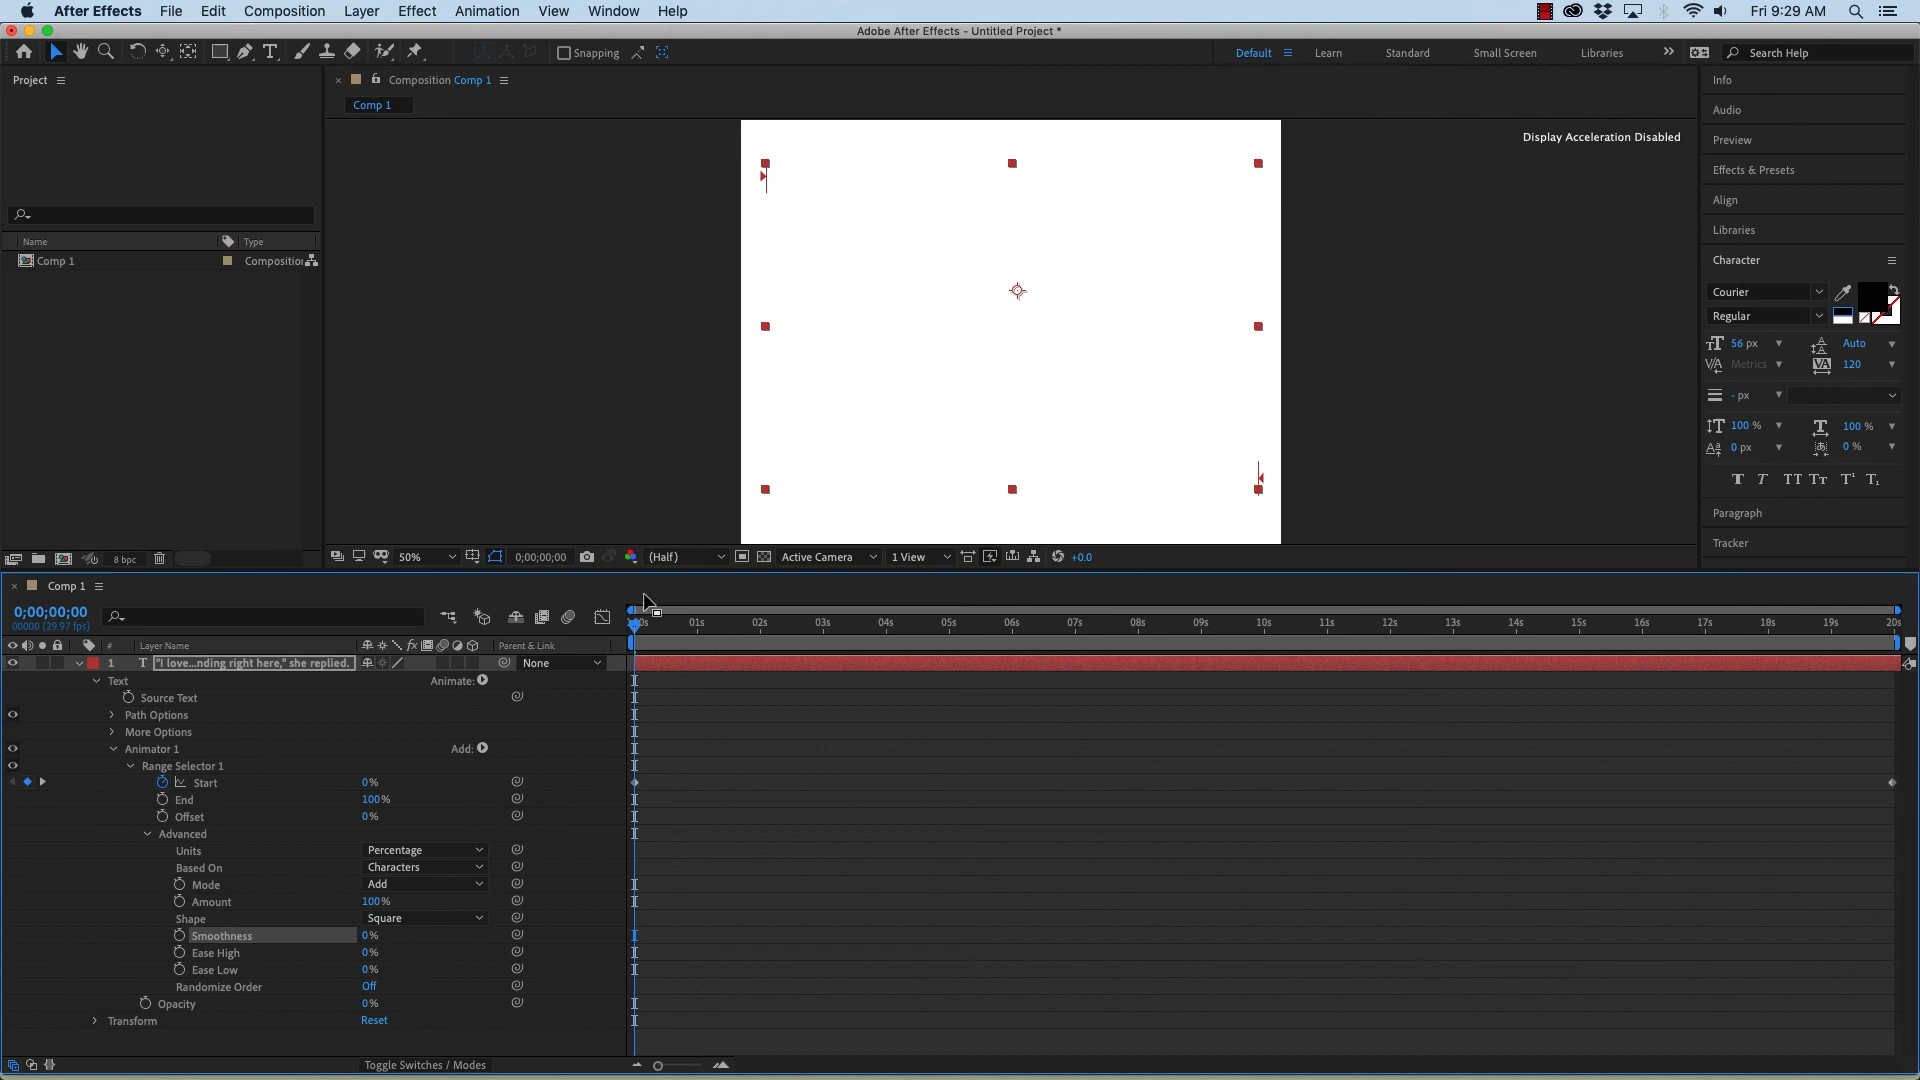 After Effects File Edit Composition Layer Effect Animation View Window Help Fri 9:29 AM
Adobe After Effects - Untitled Project *
Snapping Default Learn Standard Small Screen Libraries Search Help
Project
Composition Comp 1
Comp 1
Display Acceleration Disabled
Name Type
Comp 1 Compositio
Info
Audio
Preview
Effects & Presets
Align
Libraries
Character
Courier
Regular
56 px Auto
Metrics 120
- px
100 % 100 %
0 px 0 %
Paragraph
Tracker
8 bpc
50% 0;00;00;00 (Half) Active Camera 1 View +0.0
Comp 1
0;00;00;00
00000 (29.97 fps)
01s 02s 03s 04s 05s 06s 07s 08s 09s 10s 11s 12s 13s 14s 15s 16s 17s 18s 19s 20s
# Layer Name Parent & Link
1 T "I love...nding right here," she replied. None
Text Animate:
Source Text
Path Options
More Options
Animator 1 Add:
Range Selector 1
Start 0%
End 100%
Offset 0%
Advanced
Units Percentage
Based On Characters
Mode Add
Amount 100%
Shape Square
Smoothness 0%
Ease High 0%
Ease Low 0%
Randomize Order Off
Opacity 0%
Transform Reset
Toggle Switches / Modes